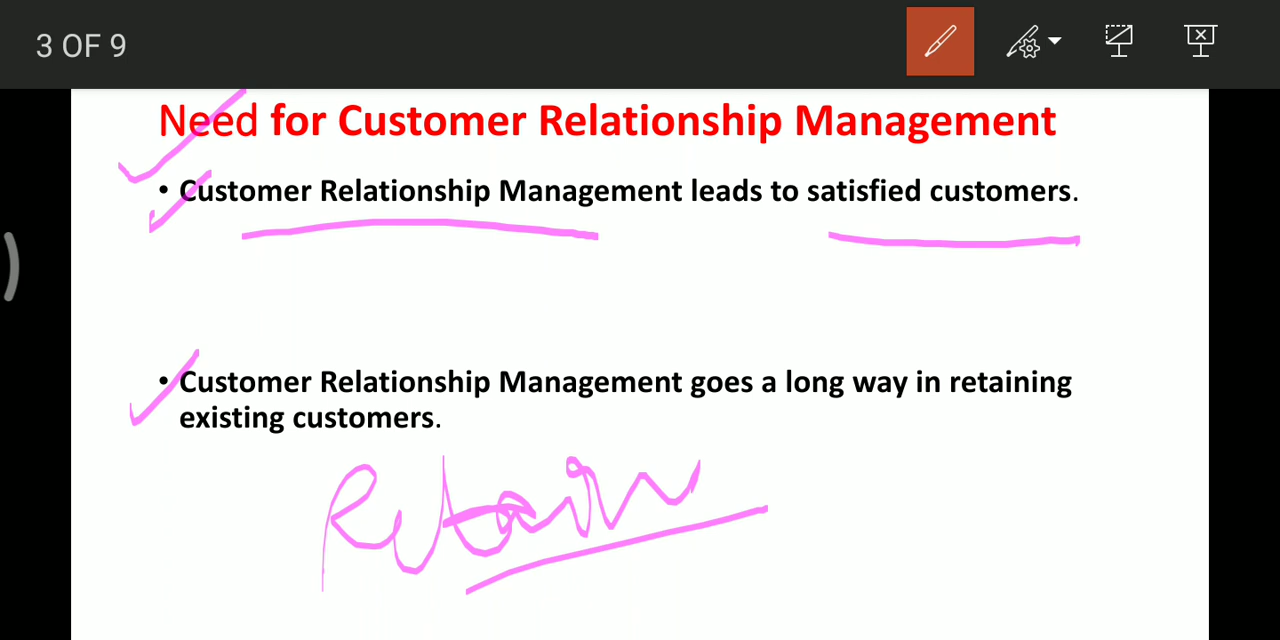 3 OF 9
Need for Customer Relationship Management
• Customer Relationship Management leads to satisfied customers.
• Customer Relationship Management goes a long way in retaining
existing customers.
Retain